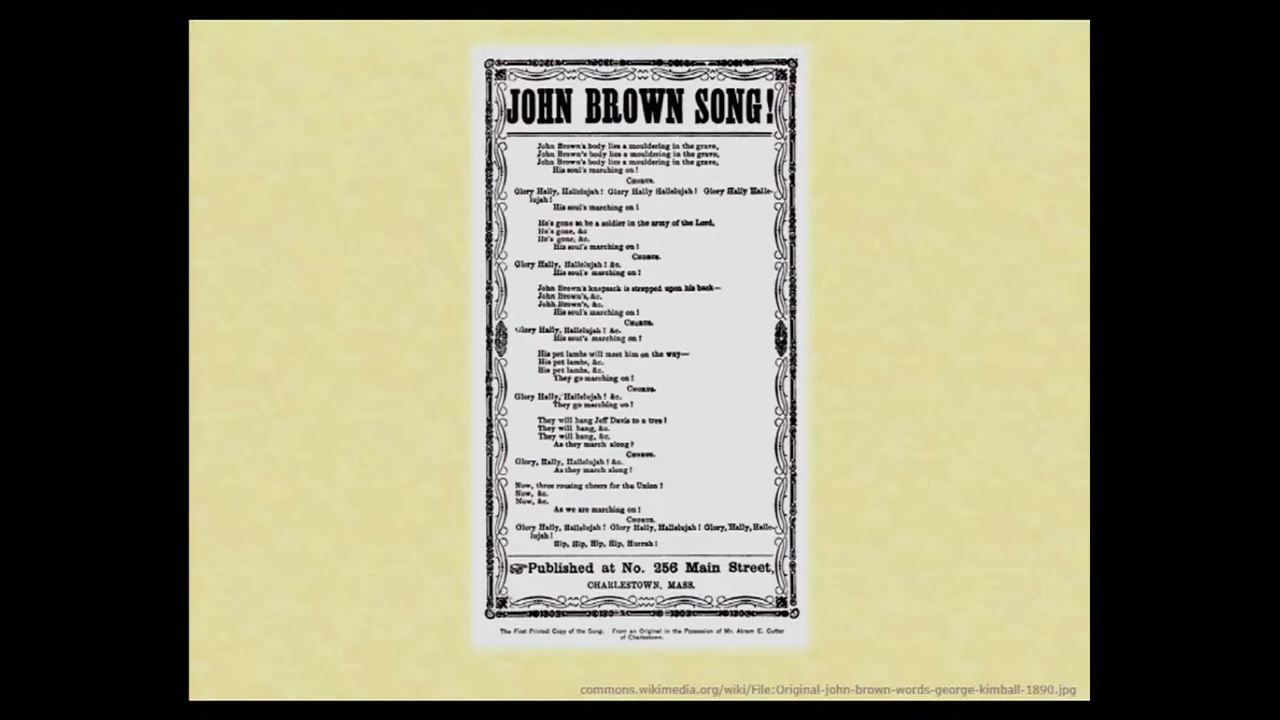 JOHN BROWN SONG!
John Brown's body lies a mouldering in the grave,
John Brown's body lies a mouldering in the grave,
John Brown's body lies a mouldering in the grave,
His soul's marching on!
CHORUS.
Glory Hally, Hallelujah! Glory Hally Hallelujah! Glory Hally Halle-
lujah!
His soul's marching on!
He's gone to be a soldier in the army of the Lord,
He's gone, &c
He's gone, &c.
His soul's marching on!
CHORUS.
Glory Hally, Hallelujah! &c.
His soul's marching on!
John Brown's knapsack is strapped upon his back—
John Brown's, &c.
John Brown's, &c.
His soul's marching on!
CHORUS.
Glory Hally, Hallelujah! &c.
His soul's marching on!
His pet lambs will meet him on the way—
His pet lambs, &c.
His pet lambs, &c.
They go marching on!
CHORUS.
Glory Hally, Hallelujah! &c.
They go marching on!
They will hang Jeff Davis to a tree!
They will hang, &c.
They will hang, &c.
As they march along!
CHORUS.
Glory, Hally, Hallelujah! &c.
As they march along!
Now, three rousing cheers for the Union!
Now, &c.
Now, &c.
As we are marching on!
CHORUS.
Glory Hally, Hallelujah! Glory Hally, Hallelujah! Glory, Hally, Halle-
lujah!
Hip, Hip, Hip, Hip, Hurrah!
Published at No. 256 Main Street,
CHARLESTOWN, MASS.
The First Printed Copy of the Song. From an Original in the Possession of Mr. Abram E. Cutter
of Charlestown.
commons.wikimedia.org/wiki/File:Original-john-brown-words-george-kimball-1890.jpg